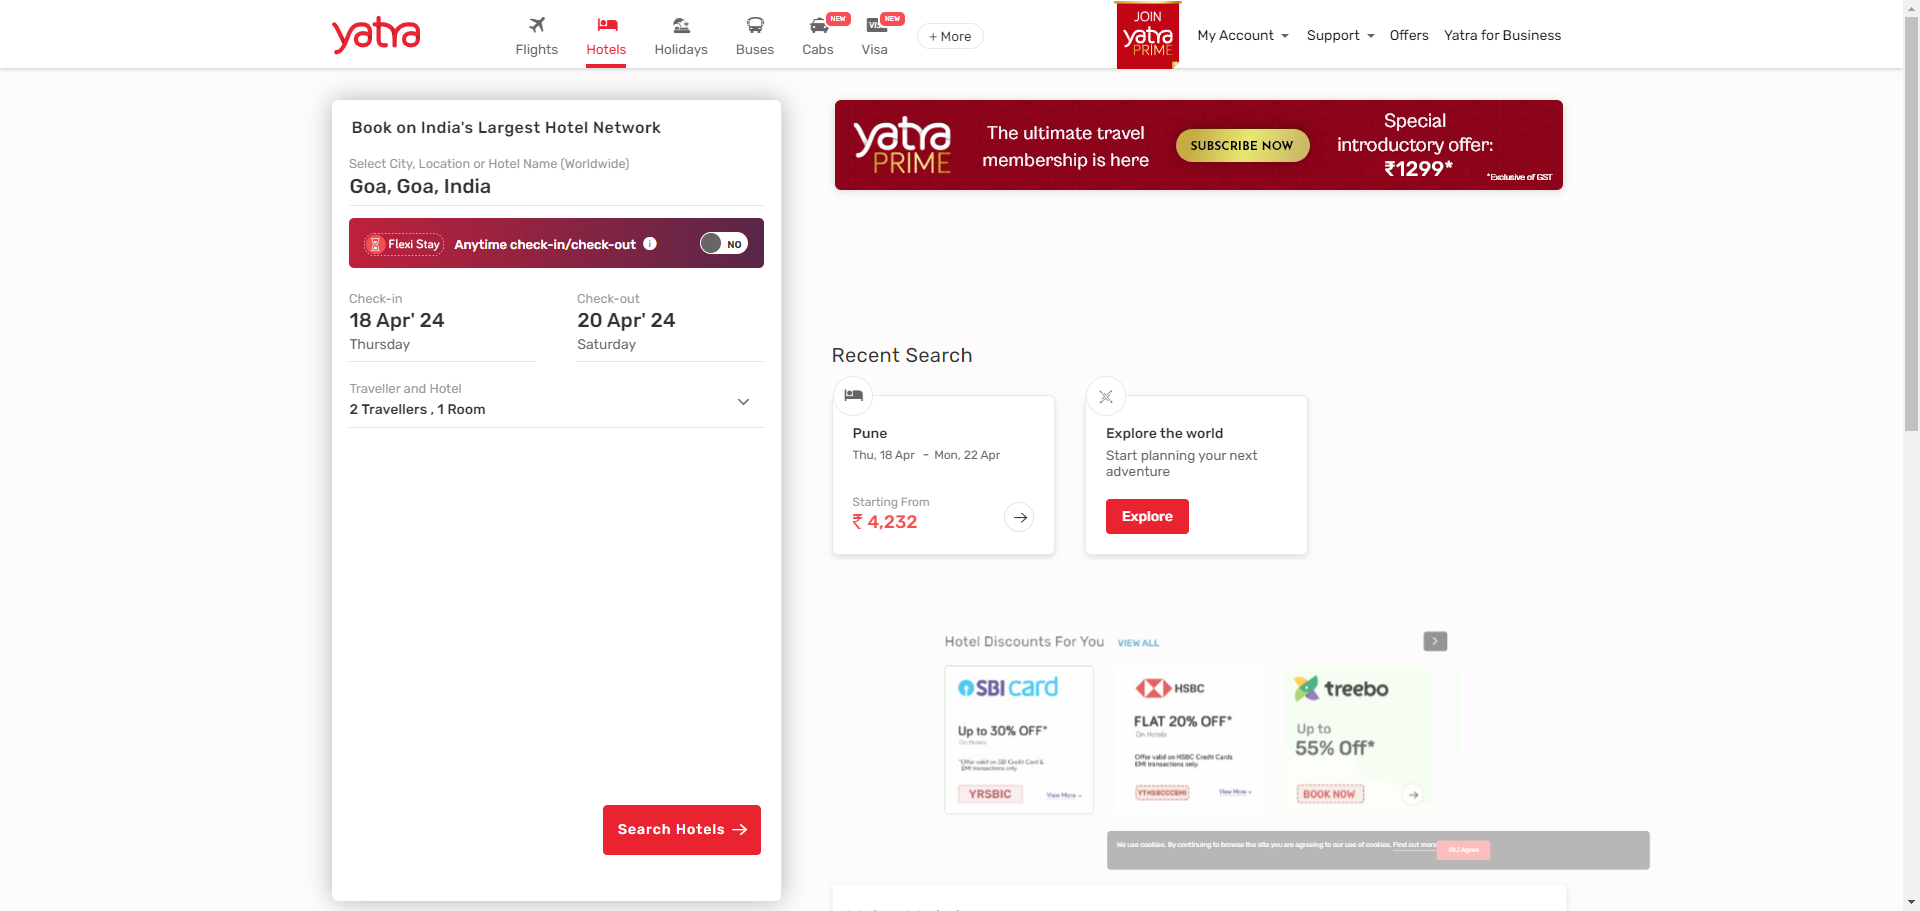 yatra
Flights
Hotels
Holidays
Buses
NEW
Cabs
VISA
NEW
Visa
+ More
JOIN
yatra
PRIME
My Account
Support
Offers
Yatra for Business
Book on India's Largest Hotel Network
Select City, Location or Hotel Name (Worldwide)
Goa, Goa, India
Flexi Stay
Anytime check-in/check-out
i
NO
Check-in
18 Apr' 24
Thursday
Check-out
20 Apr' 24
Saturday
Traveller and Hotel
2 Travellers , 1 Room
Search Hotels
yatra
PRIME
The ultimate travel
membership is here
SUBSCRIBE NOW
Special
introductory offer:
₹1299*
*Exclusive of GST
Recent Search
Pune
Thu, 18 Apr - Mon, 22 Apr
Starting From
₹ 4,232
Explore the world
Start planning your next
adventure
Explore
Hotel Discounts For You
VIEW ALL
SBI card
Up to 30% OFF*
On Hotels
*Offer valid on SBI Credit Card &
EMI transactions only
YRSBIC
View More
HSBC
FLAT 20% OFF*
On Hotels
Offer valid on HSBC Credit Cards
EMI transactions only.
YTHSBCCCEMI
View More
treebo
Up to
55% Off*
BOOK NOW
We use cookies. By continuing to browse the site you are agreeing to our use of cookies. Find out more
Ok,I Agree